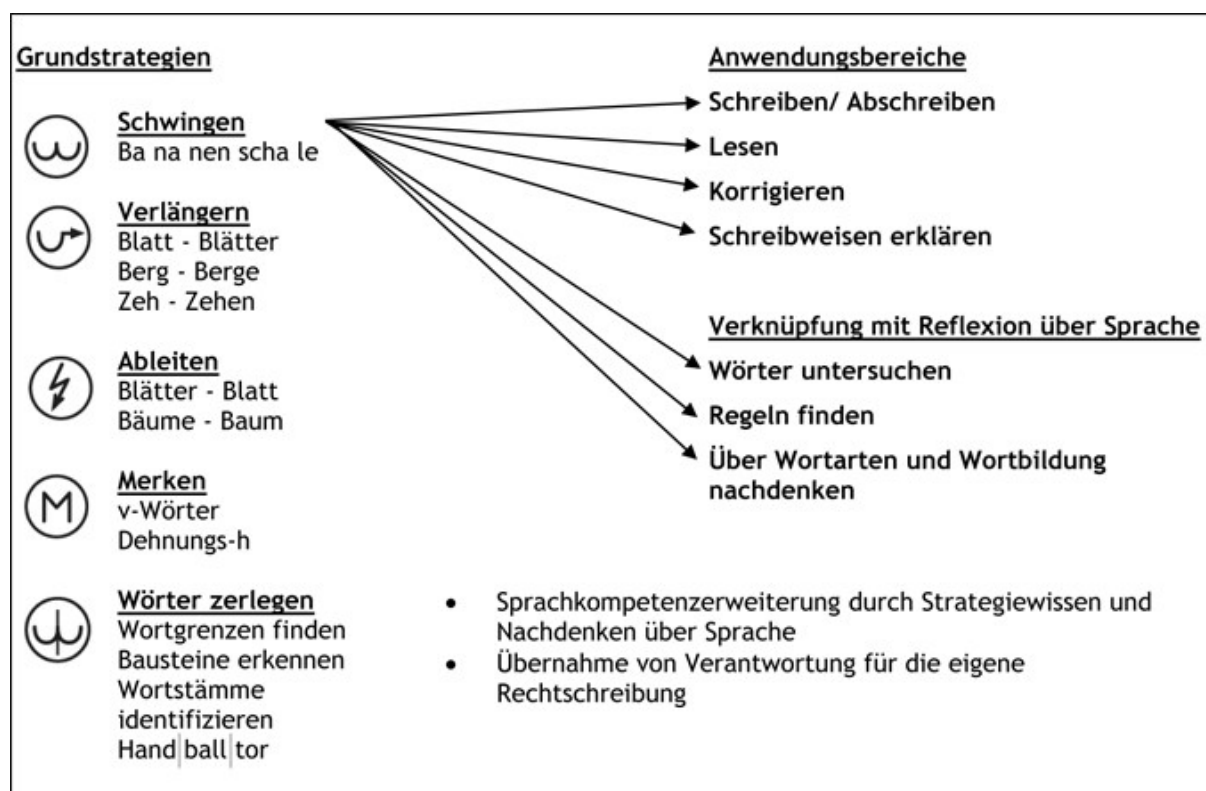 Grundstrategien
Schwingen
Ba na nen scha le
Verlängern
Blatt - Blätter
Berg - Berge
Zeh - Zehen
Ableiten
Blätter - Blatt
Bäume - Baum
M
Merken
v-Wörter
Dehnungs-h
Wörter zerlegen
Wortgrenzen finden
Bausteine erkennen
Wortstämme
identifizieren
Hand|ball|tor
Anwendungsbereiche
Schreiben/ Abschreiben
Lesen
Korrigieren
Schreibweisen erklären
Verknüpfung mit Reflexion über Sprache
Wörter untersuchen
Regeln finden
Über Wortarten und Wortbildung
nachdenken
• Sprachkompetenzerweiterung durch Strategiewissen und
Nachdenken über Sprache
• Übernahme von Verantwortung für die eigene
Rechtschreibung